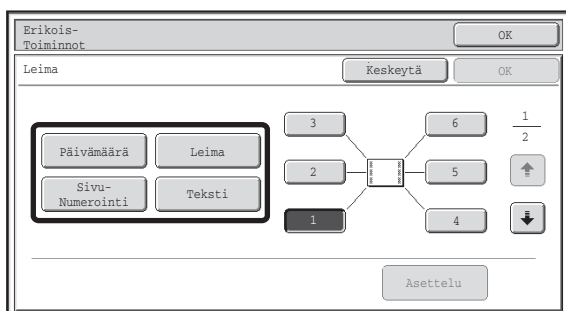 Erikois-
Toiminnot
OK
Leima
Keskeytä
OK
Päivämäärä
Leima
Sivu-
Numerointi
Teksti
3
6
2
5
1
4
1
2
Asettelu